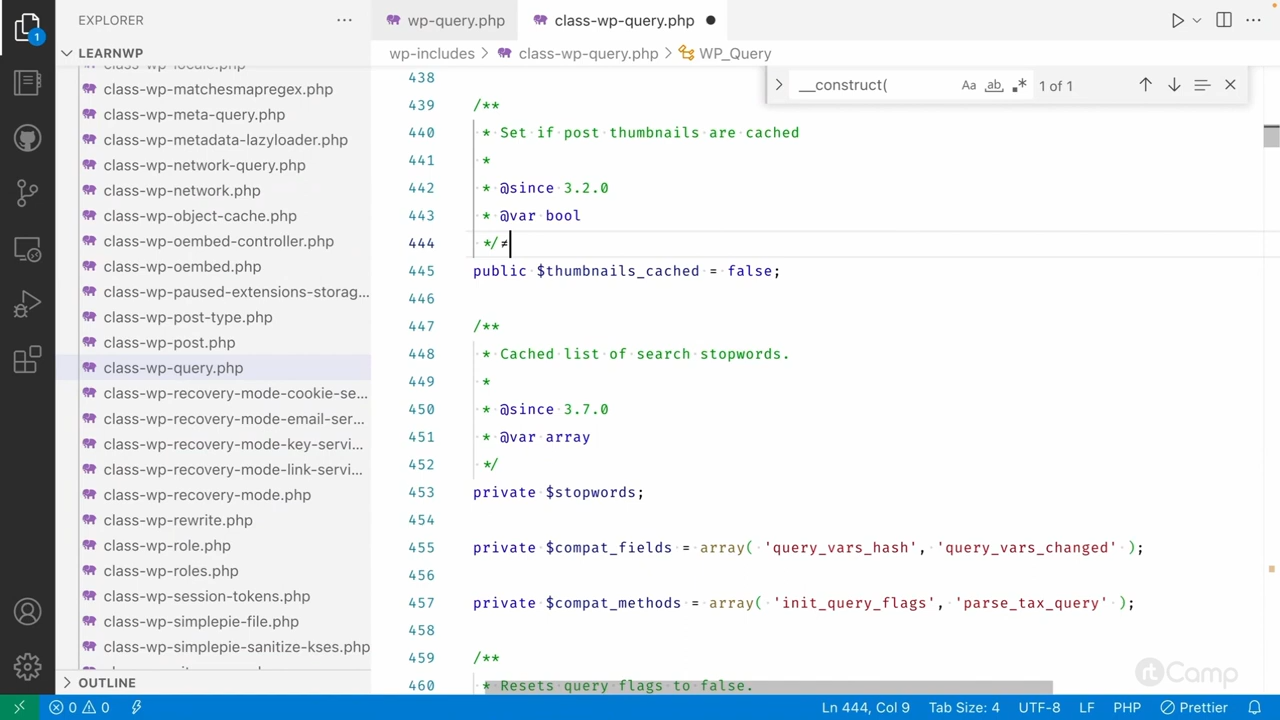 EXPLORER
LEARNWP
class-wp-locale.php
class-wp-matchesmapregex.php
class-wp-meta-query.php
class-wp-metadata-lazyloader.php
class-wp-network-query.php
class-wp-network.php
class-wp-object-cache.php
class-wp-oembed-controller.php
class-wp-oembed.php
class-wp-paused-extensions-storag...
class-wp-post-type.php
class-wp-post.php
class-wp-query.php
class-wp-recovery-mode-cookie-se...
class-wp-recovery-mode-email-ser...
class-wp-recovery-mode-key-servi...
class-wp-recovery-mode-link-servi...
class-wp-recovery-mode.php
class-wp-rewrite.php
class-wp-role.php
class-wp-roles.php
class-wp-session-tokens.php
class-wp-simplepie-file.php
class-wp-simplepie-sanitize-kses.php
OUTLINE
1
wp-query.php
class-wp-query.php
wp-includes > class-wp-query.php > WP_Query
__construct(
Aa ab .*
1 of 1
438
439 /**
440 * Set if post thumbnails are cached
441 *
442 * @since 3.2.0
443 * @var bool
444 */≠
445 public $thumbnails_cached = false;
446
447 /**
448 * Cached list of search stopwords.
449 *
450 * @since 3.7.0
451 * @var array
452 */
453 private $stopwords;
454
455 private $compat_fields = array( 'query_vars_hash', 'query_vars_changed' );
456
457 private $compat_methods = array( 'init_query_flags', 'parse_tax_query' );
458
459 /**
460 * Resets query flags to false.
rtCamp
0 0
Ln 444, Col 9
Tab Size: 4
UTF-8
LF
PHP
Prettier